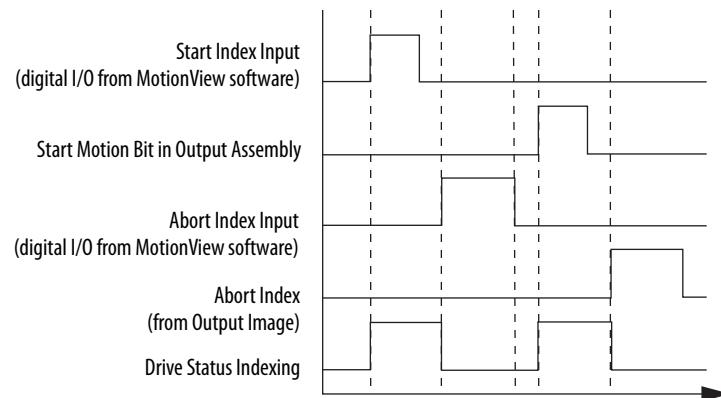 Start Index Input
(digital I/O from MotionView software)
Start Motion Bit in Output Assembly
Abort Index Input
(digital I/O from MotionView software)
Abort Index
(from Output Image)
Drive Status Indexing